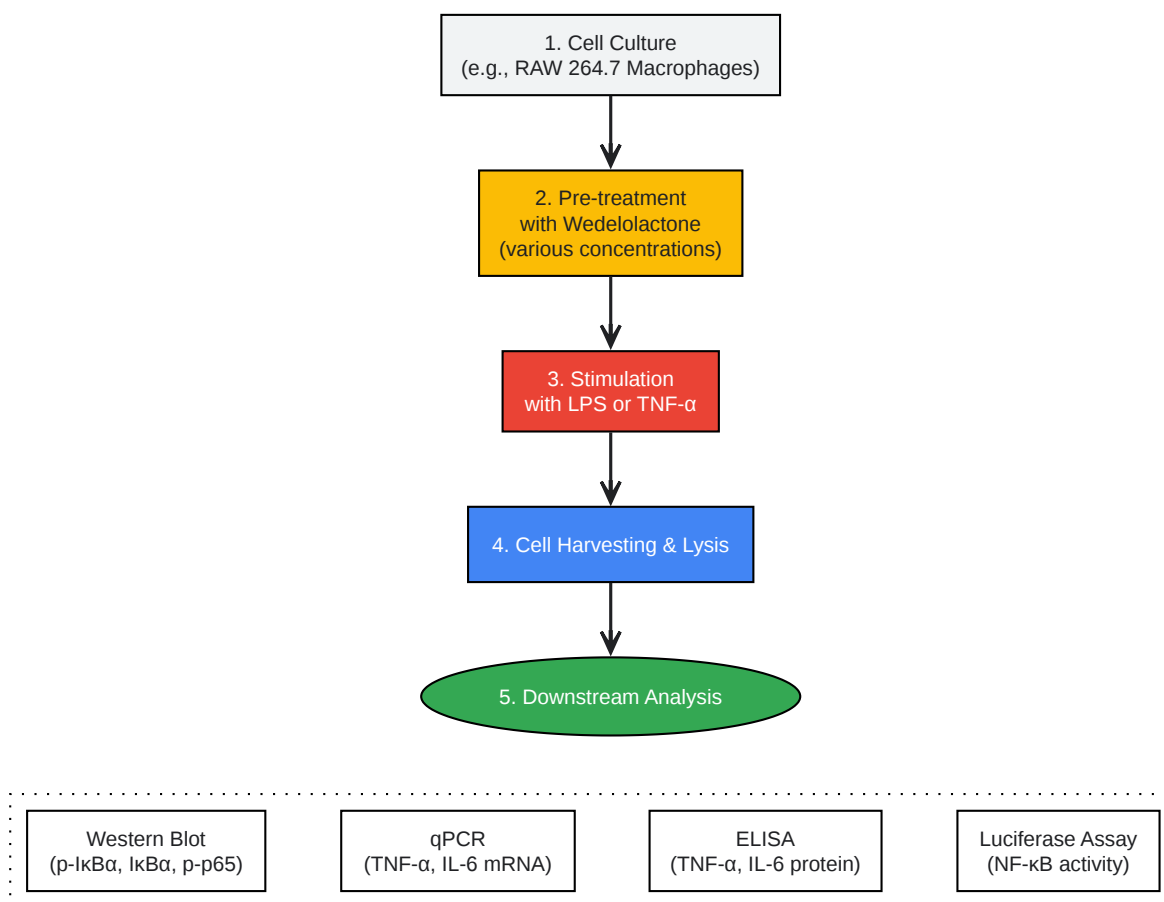 1. Cell Culture
(e.g., RAW 264.7 Macrophages)
2. Pre-treatment
with Wedelolactone
(various concentrations)
3. Stimulation
with LPS or TNF-α
4. Cell Harvesting & Lysis
5. Downstream Analysis
Western Blot
(p-IκBα, IκBα, p-p65)
qPCR
(TNF-α, IL-6 mRNA)
ELISA
(TNF-α, IL-6 protein)
Luciferase Assay
(NF-κB activity)